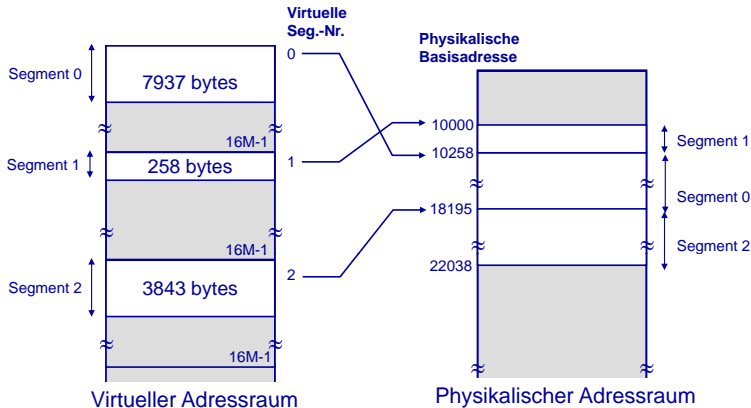 Virtuelle
Seg.-Nr.
0
Segment 0
7937 bytes
16M-1
Segment 1
258 bytes
1
16M-1
Segment 2
3843 bytes
2
16M-1
Virtueller Adressraum
Physikalische
Basisadresse
10000
Segment 1
10258
Segment 0
18195
Segment 2
22038
Physikalischer Adressraum